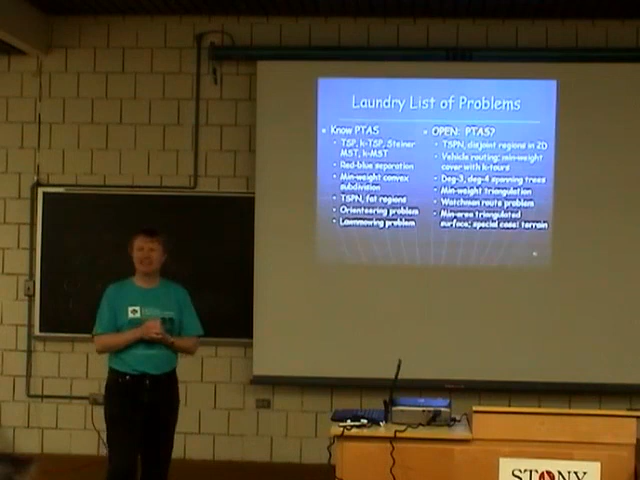 Laundry List of Problems
Know PTAS
TSP, k-TSP, Steiner
MST, k-MST
Red-blue separation
Min-weight convex
subdivision
TSPN, fat regions
Orienteering problem
Lawnmowing problem
OPEN: PTAS?
TSPN, disjoint regions in 2D
Vehicle routing; min-weight
cover with k-tours
Deg-3, deg-4 spanning trees
Min-weight triangulation
Watchman route problem
Min-area triangulated
surface; special case: terrain
STONY